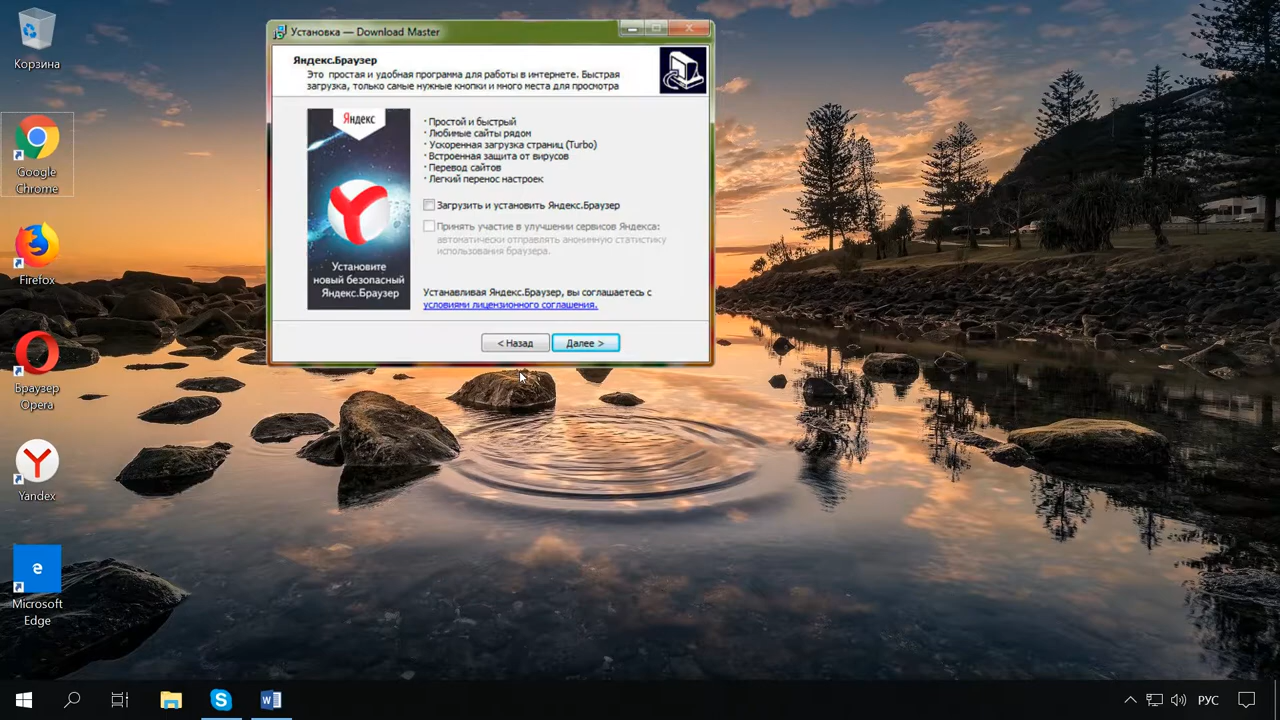 Корзина
Google
Chrome
Firefox
Браузер
Opera
Yandex
e
Microsoft
Edge
Установка — Download Master
Яндекс.Браузер
Это простая и удобная программа для работы в интернете. Быстрая
загрузка, только самые нужные кнопки и много места для просмотра
Яндекс
Установите
новый безопасный
Яндекс.Браузер
· Простой и быстрый
· Любимые сайты рядом
· Ускоренная загрузка страниц (Turbo)
· Встроенная защита от вирусов
· Перевод сайтов
· Легкий перенос настроек
Загрузить и установить Яндекс.Браузер
Принять участие в улучшении сервисов Яндекса:
автоматически отправлять анонимную статистику
использования браузера.
Устанавливая Яндекс.Браузер, вы соглашаетесь с
условиями лицензионного соглашения.
< Назад
Далее >
РУС